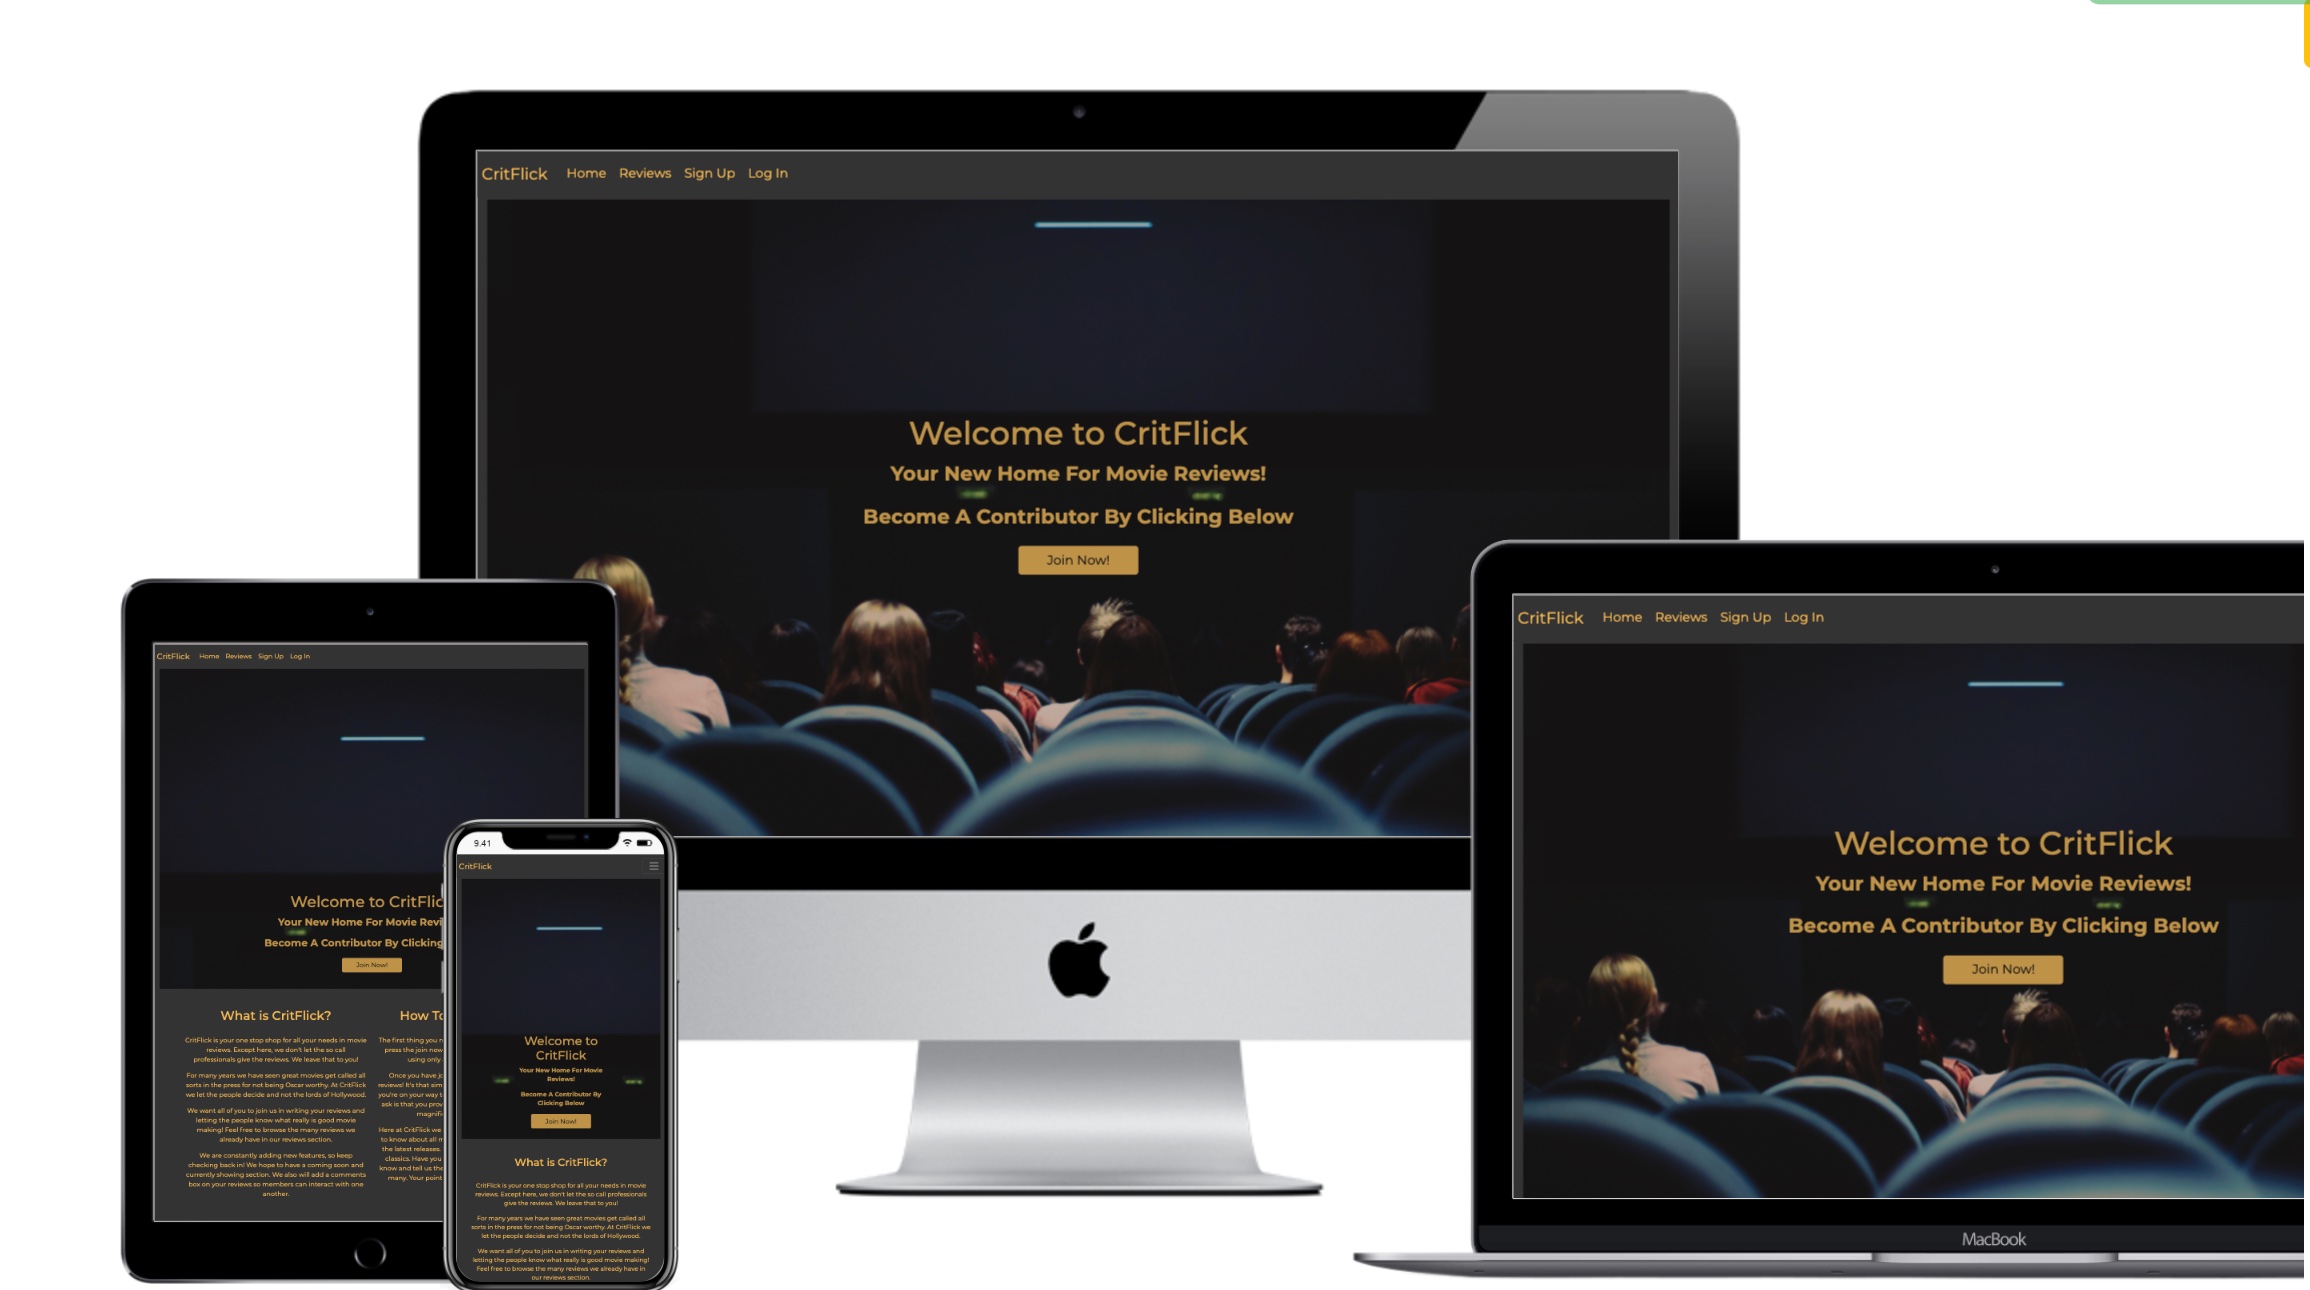 CritFlick Home Reviews Sign Up Log In
Welcome to CritFlick
Your New Home For Movie Reviews!
Become A Contributor By Clicking Below
Join Now!
CritFlick Home Reviews Sign Up Log In
Welcome to CritFlick
Your New Home For Movie Reviews!
Become A Contributor By Clicking Below
Join Now!
MacBook
CritFlick Home Reviews Sign Up Log In
Welcome to CritFlic
Your New Home For Movie Revi
Become A Contributor By Clicking
Join Now!
What is CritFlick?
CritFlick is your one stop shop for all your needs in movie
reviews. Except here, we don't let the so call
professionals give the reviews. We leave that to you!
For many years we have seen great movies get called all
sorts in the press for not being Oscar worthy. At CritFlick
we let the people decide and not the lords of Hollywood.
We want all of you to join us in writing your reviews and
letting the people know what really is good movie
making! Feel free to browse the many reviews we
already have in our reviews section.
We are constantly adding new features, so keep
checking back in! We hope to have a coming soon and
currently showing section. We also will add a comments
box on your reviews so members can interact with one
another.
How To
The first thing you n
press the join now
using only
Once you have jo
reviews! It's that sim
you're on your way t
ask is that you prov
magnifi
Here at CritFlick we
to know about all m
the latest releases.
classics. Have you
know and tell us the
many. Your point
9.41
CritFlick
Welcome to
CritFlick
Your New Home For Movie
Reviews!
Become A Contributor By
Clicking Below
Join Now!
What is CritFlick?
CritFlick is your one stop shop for all your needs in movie
reviews. Except here, we don't let the so call professionals
give the reviews. We leave that to you!
For many years we have seen great movies get called all
sorts in the press for not being Oscar worthy. At CritFlick we
let the people decide and not the lords of Hollywood.
We want all of you to join us in writing your reviews and
letting the people know what really is good movie making!
Feel free to browse the many reviews we already have in
our reviews section.